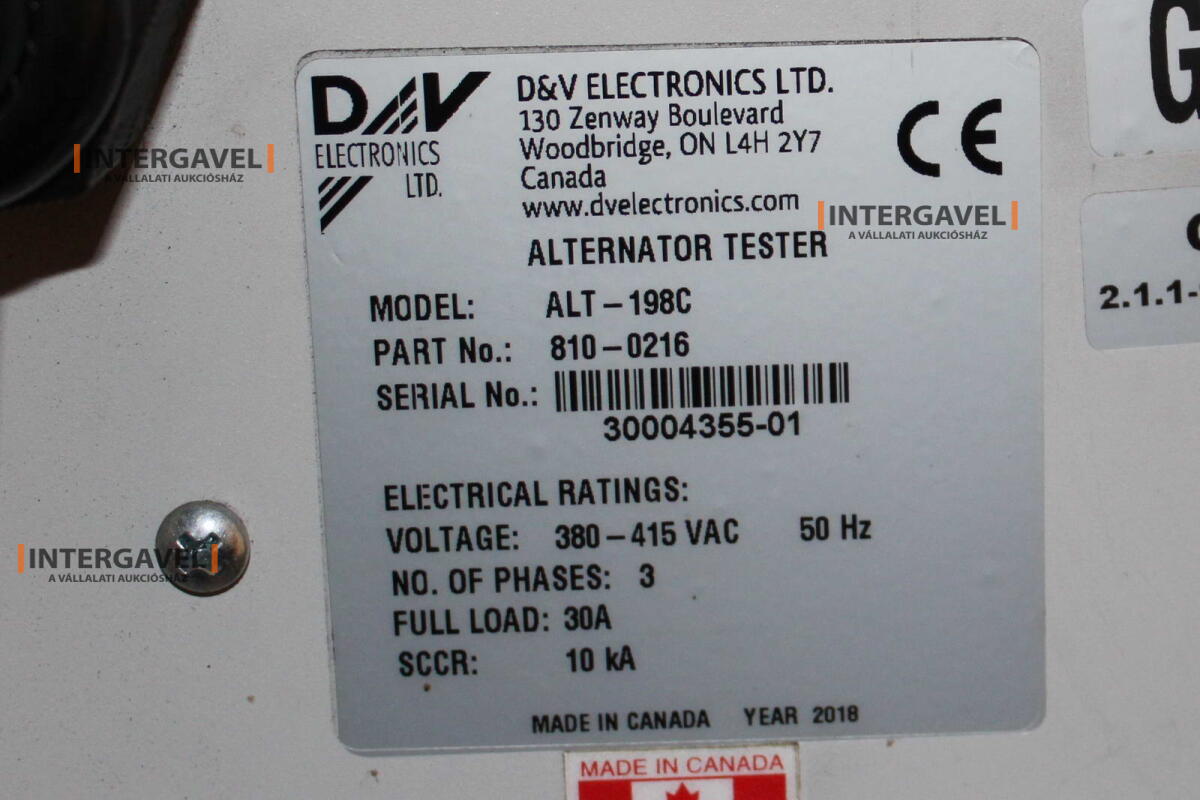 D&V
ELECTRONICS
LTD.
D&V ELECTRONICS LTD.
130 Zenway Boulevard
Woodbridge, ON L4H 2Y7
Canada
www.dvelectronics.com
CE
ALTERNATOR TESTER
MODEL: ALT-198C
PART No.: 810-0216
SERIAL No.:
30004355-01
ELECTRICAL RATINGS:
VOLTAGE: 380-415 VAC 50 Hz
NO. OF PHASES: 3
FULL LOAD: 30A
SCCR: 10 kA
MADE IN CANADA YEAR 2018
MADE IN CANADA
2.1.1-
INTERGAVEL
A VÁLLALATI AUKCIÓSHÁZ
INTERGAVEL
A VÁLLALATI AUKCIÓSHÁZ
INTERGAVEL
A VÁLLALATI AUKCIÓSHÁZ